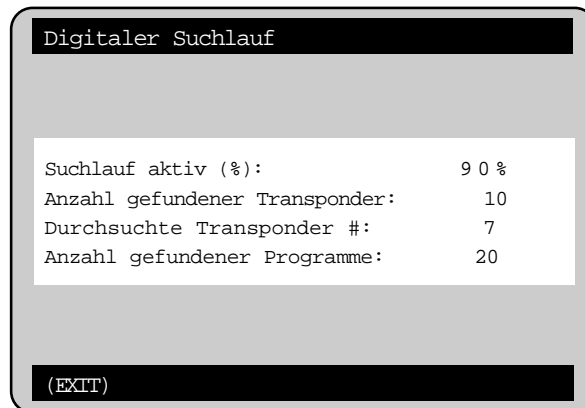 Digitaler Suchlauf
Suchlauf aktiv (%): 90%
Anzahl gefundener Transponder: 10
Durchsuchte Transponder #: 7
Anzahl gefundener Programme: 20
(EXIT)